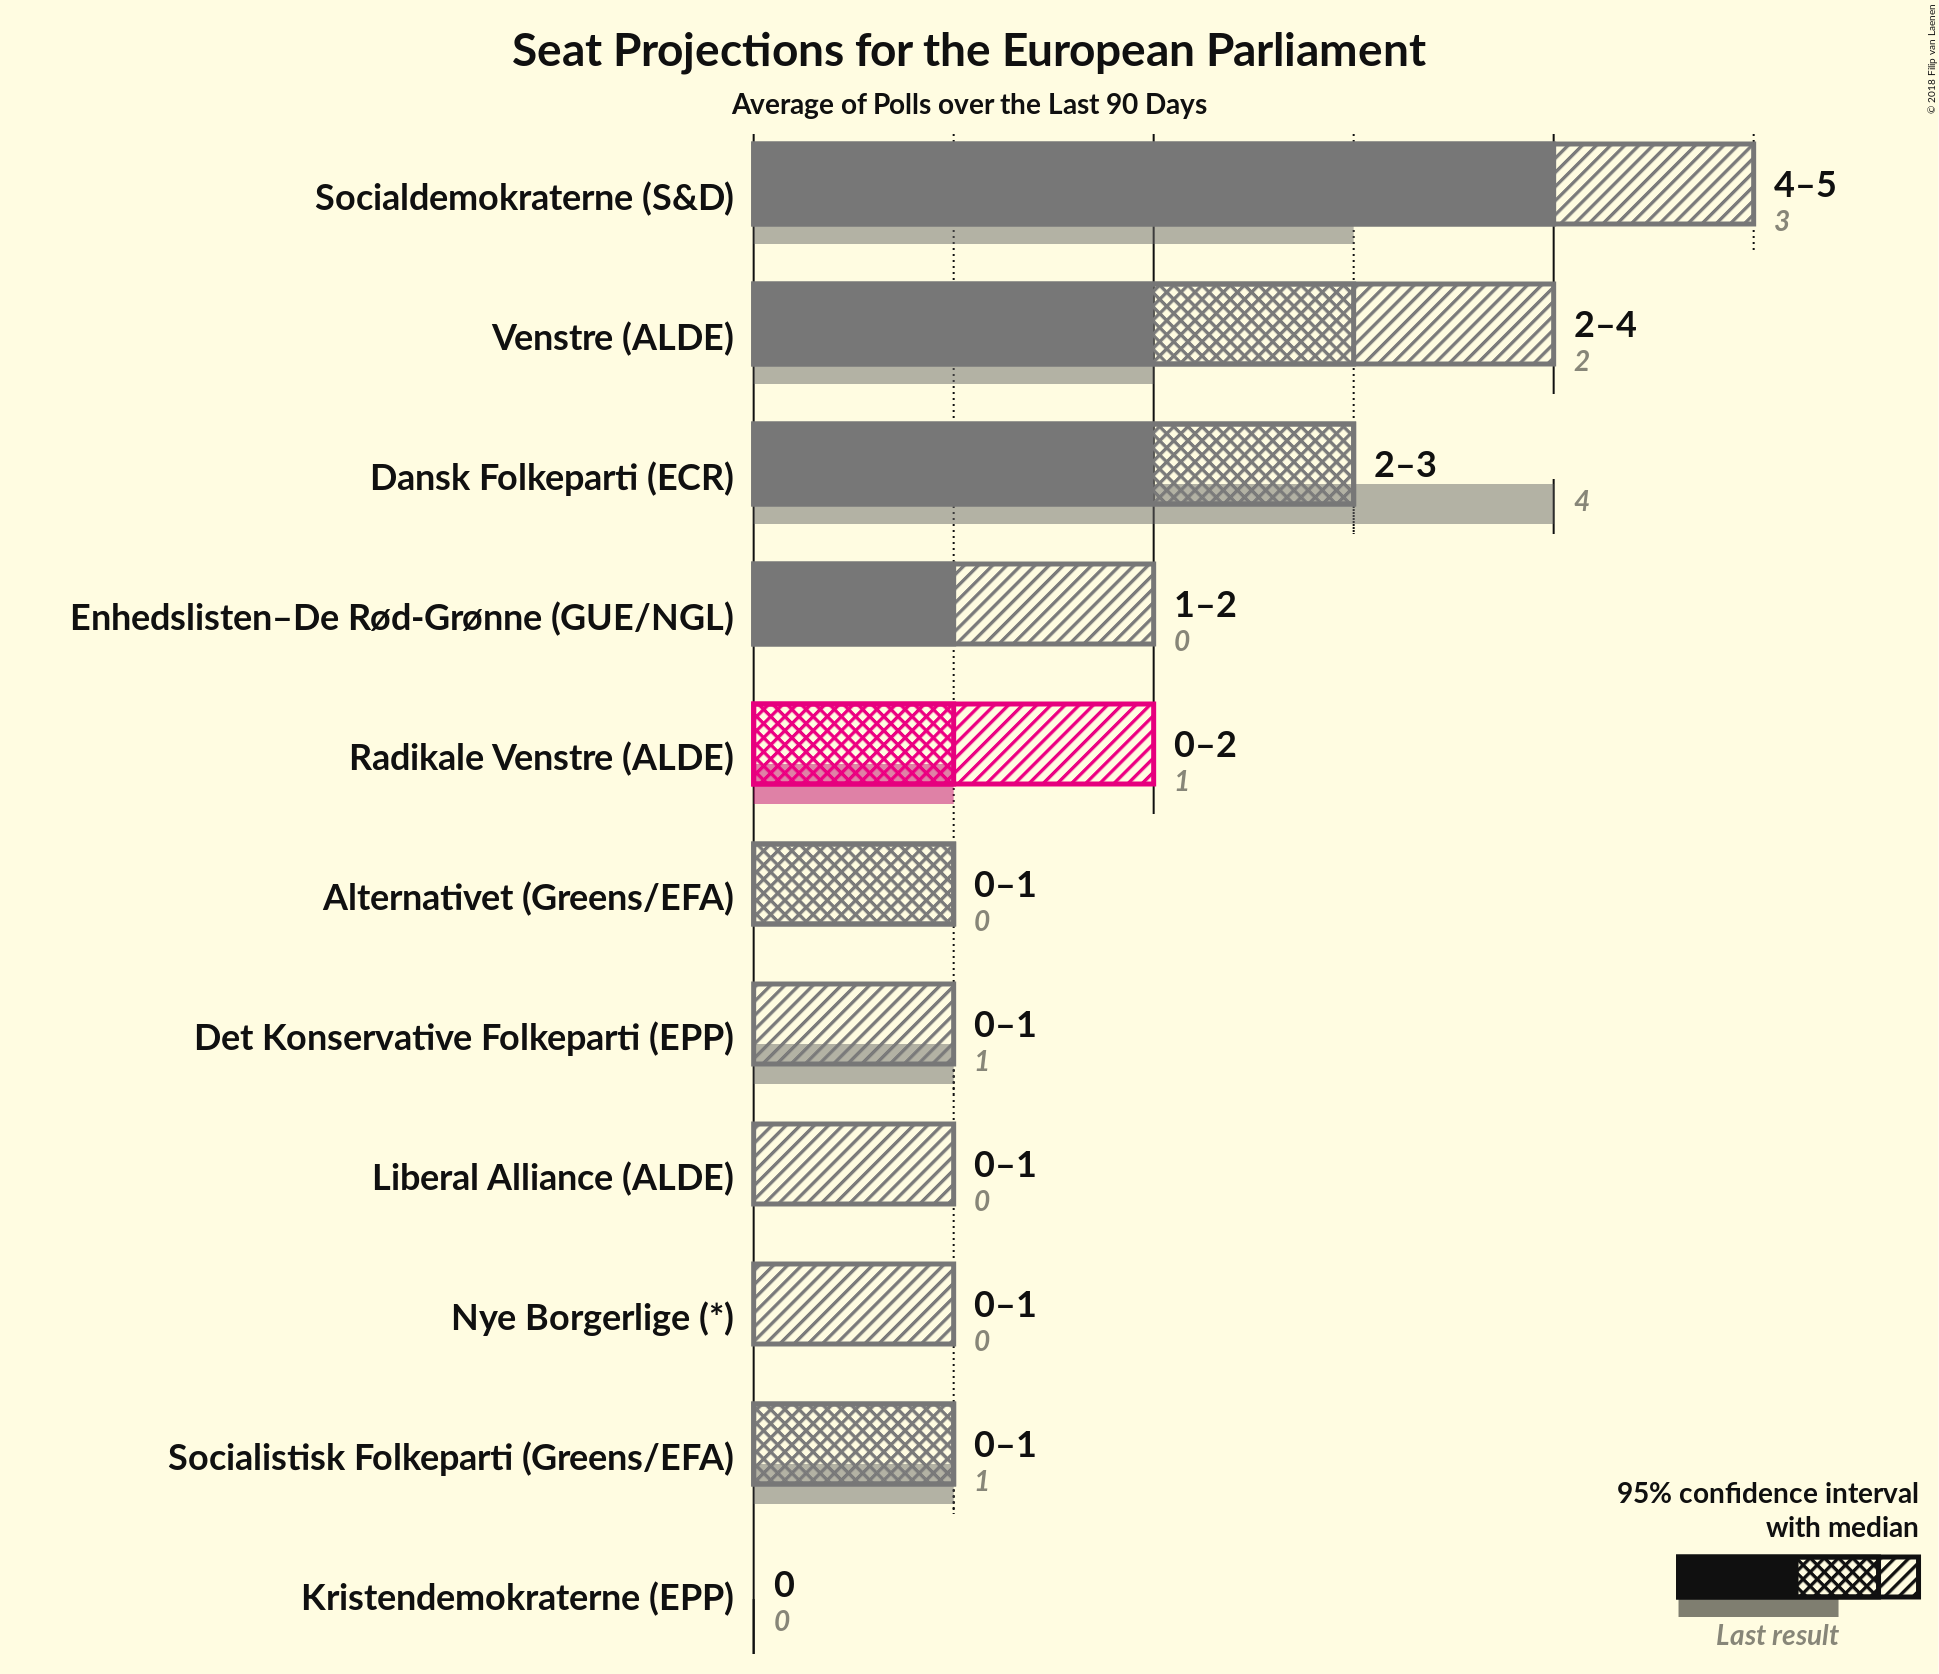 Seat Projections for the European Parliament
Average of Polls over the Last 90 Days
© 2018 Filip van Laenen
Socialdemokraterne (S&D)
4–5
3
Venstre (ALDE)
2–4
2
Dansk Folkeparti (ECR)
2–3
4
Enhedslisten–De Rød-Grønne (GUE/NGL)
1–2
0
Radikale Venstre (ALDE)
0–2
1
Alternativet (Greens/EFA)
0–1
0
Det Konservative Folkeparti (EPP)
0–1
1
Liberal Alliance (ALDE)
0–1
0
Nye Borgerlige (*)
0–1
0
Socialistisk Folkeparti (Greens/EFA)
0–1
1
Kristendemokraterne (EPP)
0
0
95% confidence interval
with median
Last result